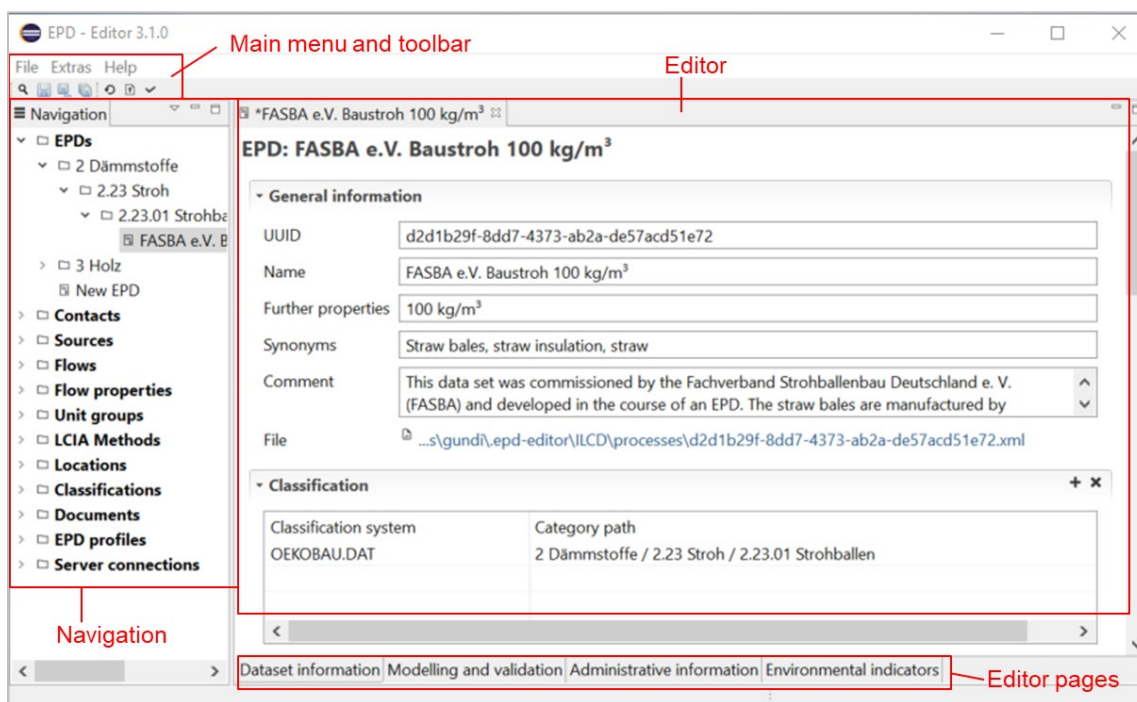 EPD - Editor 3.1.0
Main menu and toolbar
File Extras Help
Editor
Navigation
*FASBA e.V. Baustroh 100 kg/m³
EPDs
2 Dämmstoffe
2.23 Stroh
2.23.01 Strohba
FASBA e.V. B
3 Holz
New EPD
Contacts
Sources
Flows
Flow properties
Unit groups
LCIA Methods
Locations
Classifications
Documents
EPD profiles
Server connections
Navigation
EPD: FASBA e.V. Baustroh 100 kg/m³
General information
UUID d2d1b29f-8dd7-4373-ab2a-de57acd51e72
Name FASBA e.V. Baustroh 100 kg/m³
Further properties 100 kg/m³
Synonyms Straw bales, straw insulation, straw
Comment This data set was commissioned by the Fachverband Strohballenbau Deutschland e. V.
(FASBA) and developed in the course of an EPD. The straw bales are manufactured by
File ...s\gundi\.epd-editor\ILCD\processes\d2d1b29f-8dd7-4373-ab2a-de57acd51e72.xml
Classification
Classification system Category path
OEKOBAU.DAT 2 Dämmstoffe / 2.23 Stroh / 2.23.01 Strohballen
Dataset information Modelling and validation Administrative information Environmental indicators
Editor pages